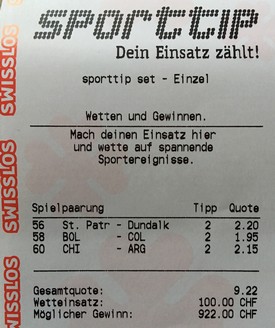 SPORTTIP
Dein Einsatz zählt!
sporttip set - Einzel
Wetten und Gewinnen.
Mach deinen Einsatz hier
und wette auf spannende
Sportereignisse.
Spielpaarung Tipp Quote
56 St. Patr - Dundalk 2 2.20
58 BOL - COL 2 1.95
60 CHI - ARG 2 2.15
Gesamtquote: 9.22
Wetteinsatz: 100.00 CHF
Möglicher Gewinn: 922.00 CHF
SWISSLOS
SWISSLOS
SWISSLOS